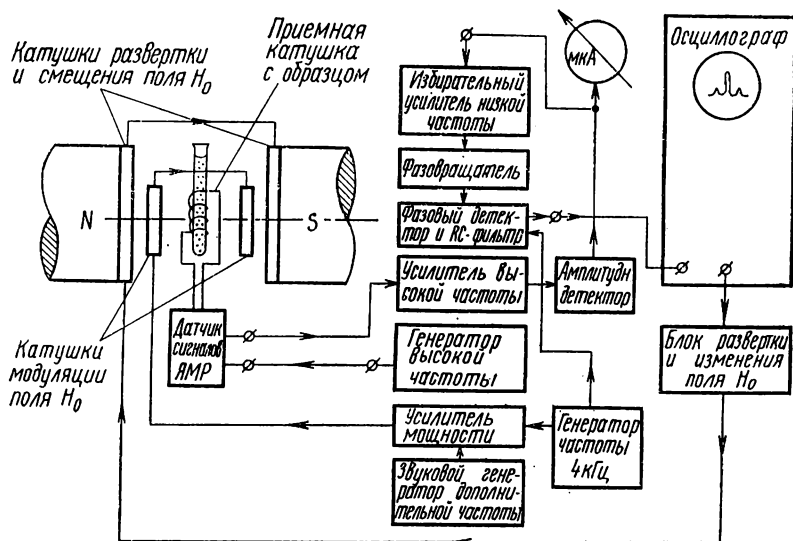 Катушки развертки
и смещения поля H₀
Приемная
катушка
с образцом
мкА
Осциллограф
Избирательный
усилитель низкой
частоты
Фазовращатель
Фазовый детек-
тор и RC-фильтр
N
S
Усилитель вы-
сокой частоты
Амплитудн
детектор
Датчик
сигналов
ЯМР
Генератор
высокой
частоты
Блок развертки
и изменения
поля H₀
Катушки
модуляции
поля H₀
Усилитель
мощности
Генератор
частоты
4кГц
Звуковой гене-
ратор дополни-
тельной частоты